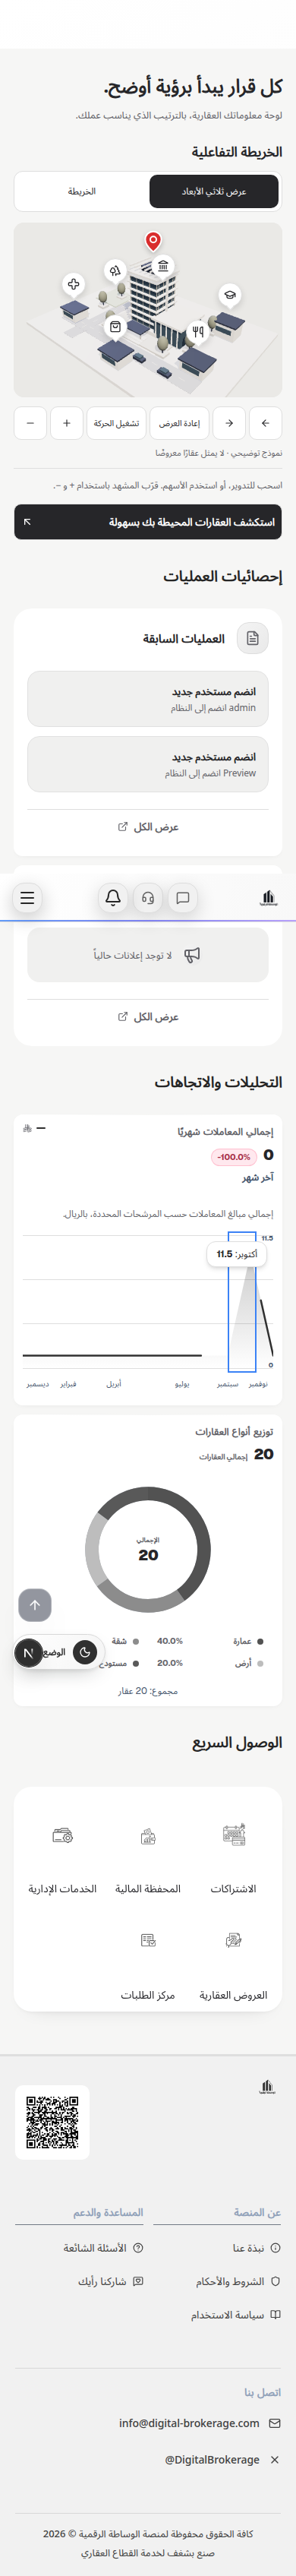 كل قرار يبدأ برؤية أوضح.
لوحة معلوماتك العقارية، بالترتيب الذي يناسب عملك.
الخريطة التفاعلية
عرض ثلاثي الأبعاد
الخريطة
إعادة العرض
تشغيل الحركة
+
−
نموذج توضيحي · لا يمثل عقارًا معروضًا
اسحب للتدوير، أو استخدم الأسهم. قرّب المشهد باستخدام + و −.
استكشف العقارات المحيطة بك بسهولة
إحصائيات العمليات
العمليات السابقة
انضم مستخدم جديد
admin انضم إلى النظام
انضم مستخدم جديد
Preview انضم إلى النظام
عرض الكل
لا توجد إعلانات حالياً
عرض الكل
التحليلات والاتجاهات
إجمالي المعاملات شهريًا
0
-100.0%
آخر شهر
إجمالي مبالغ المعاملات حسب المرشحات المحددة، بالريال.
11.5
أكتوبر: 11.5
0
نوفمبر
سبتمبر
يوليو
أبريل
فبراير
ديسمبر
توزيع أنواع العقارات
20
إجمالي العقارات
الإجمالي
20
عمارة
40.0%
شقة
أرض
20.0%
مستودع
الوضع
N
مجموع: 20 عقار
الوصول السريع
الاشتراكات
المحفظة المالية
الخدمات الإدارية
العروض العقارية
مركز الطلبات
عن المنصة
المساعدة والدعم
نبذة عنا
الأسئلة الشائعة
الشروط والأحكام
شاركنا رأيك
سياسة الاستخدام
اتصل بنا
info@digital-brokerage.com
@DigitalBrokerage
كافة الحقوق محفوظة لمنصة الوساطة الرقمية © 2026
صنع بشغف لخدمة القطاع العقاري